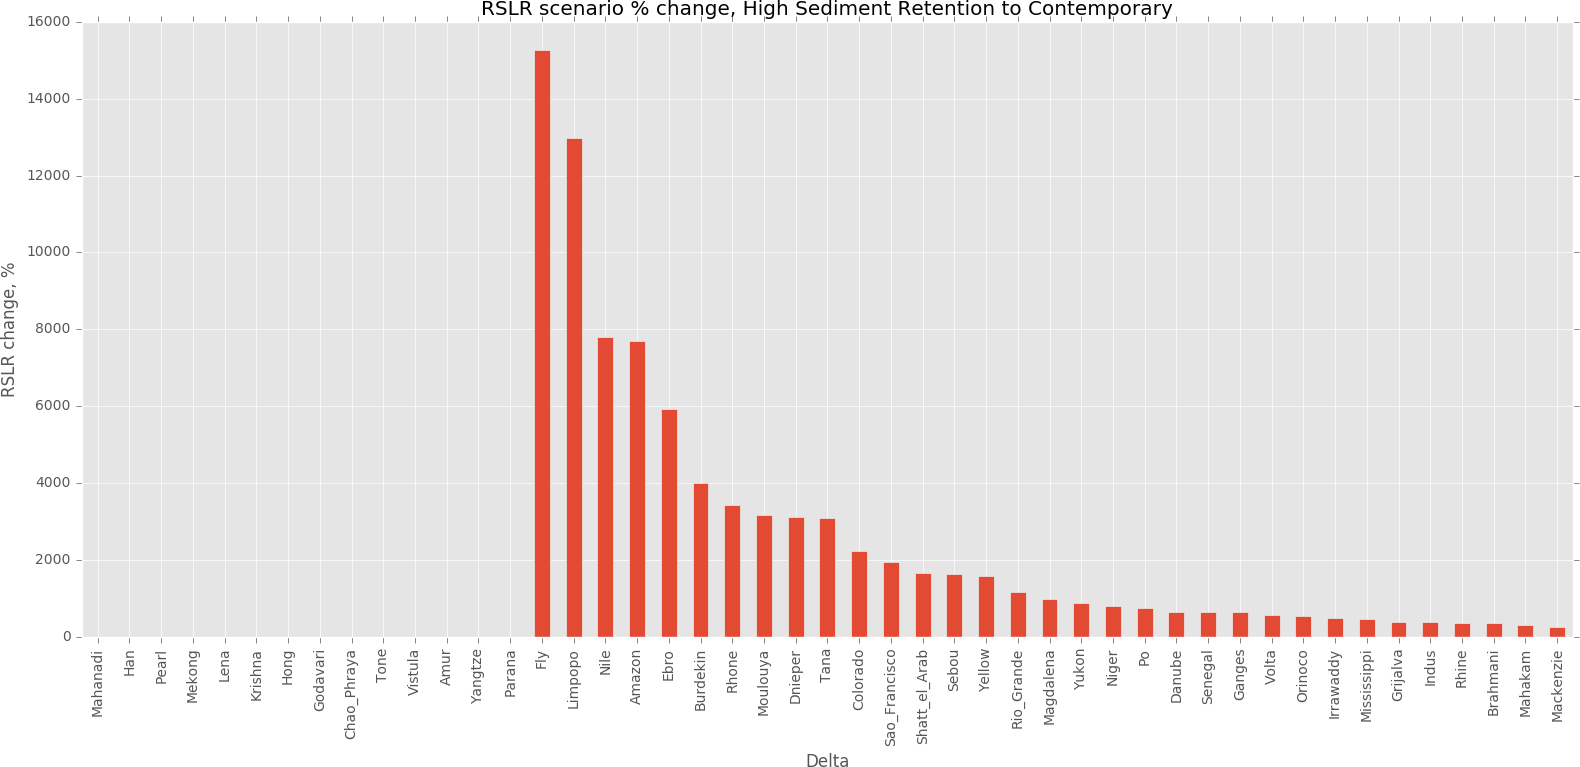 RSLR scenario % change, High Sediment Retention to Contemporary
16000
14000
12000
10000
8000
6000
4000
2000
0
RSLR change, %
Mahanadi
Han
Pearl
Mekong
Lena
Krishna
Hong
Godavari
Chao_Phraya
Tone
Vistula
Amur
Yangtze
Parana
Fly
Limpopo
Nile
Amazon
Ebro
Burdekin
Rhone
Moulouya
Dnieper
Tana
Colorado
Sao_Francisco
Shatt_el_Arab
Sebou
Yellow
Rio_Grande
Magdalena
Yukon
Niger
Po
Danube
Senegal
Ganges
Volta
Orinoco
Irrawaddy
Mississippi
Grijalva
Indus
Rhine
Brahmani
Mahakam
Mackenzie
Delta